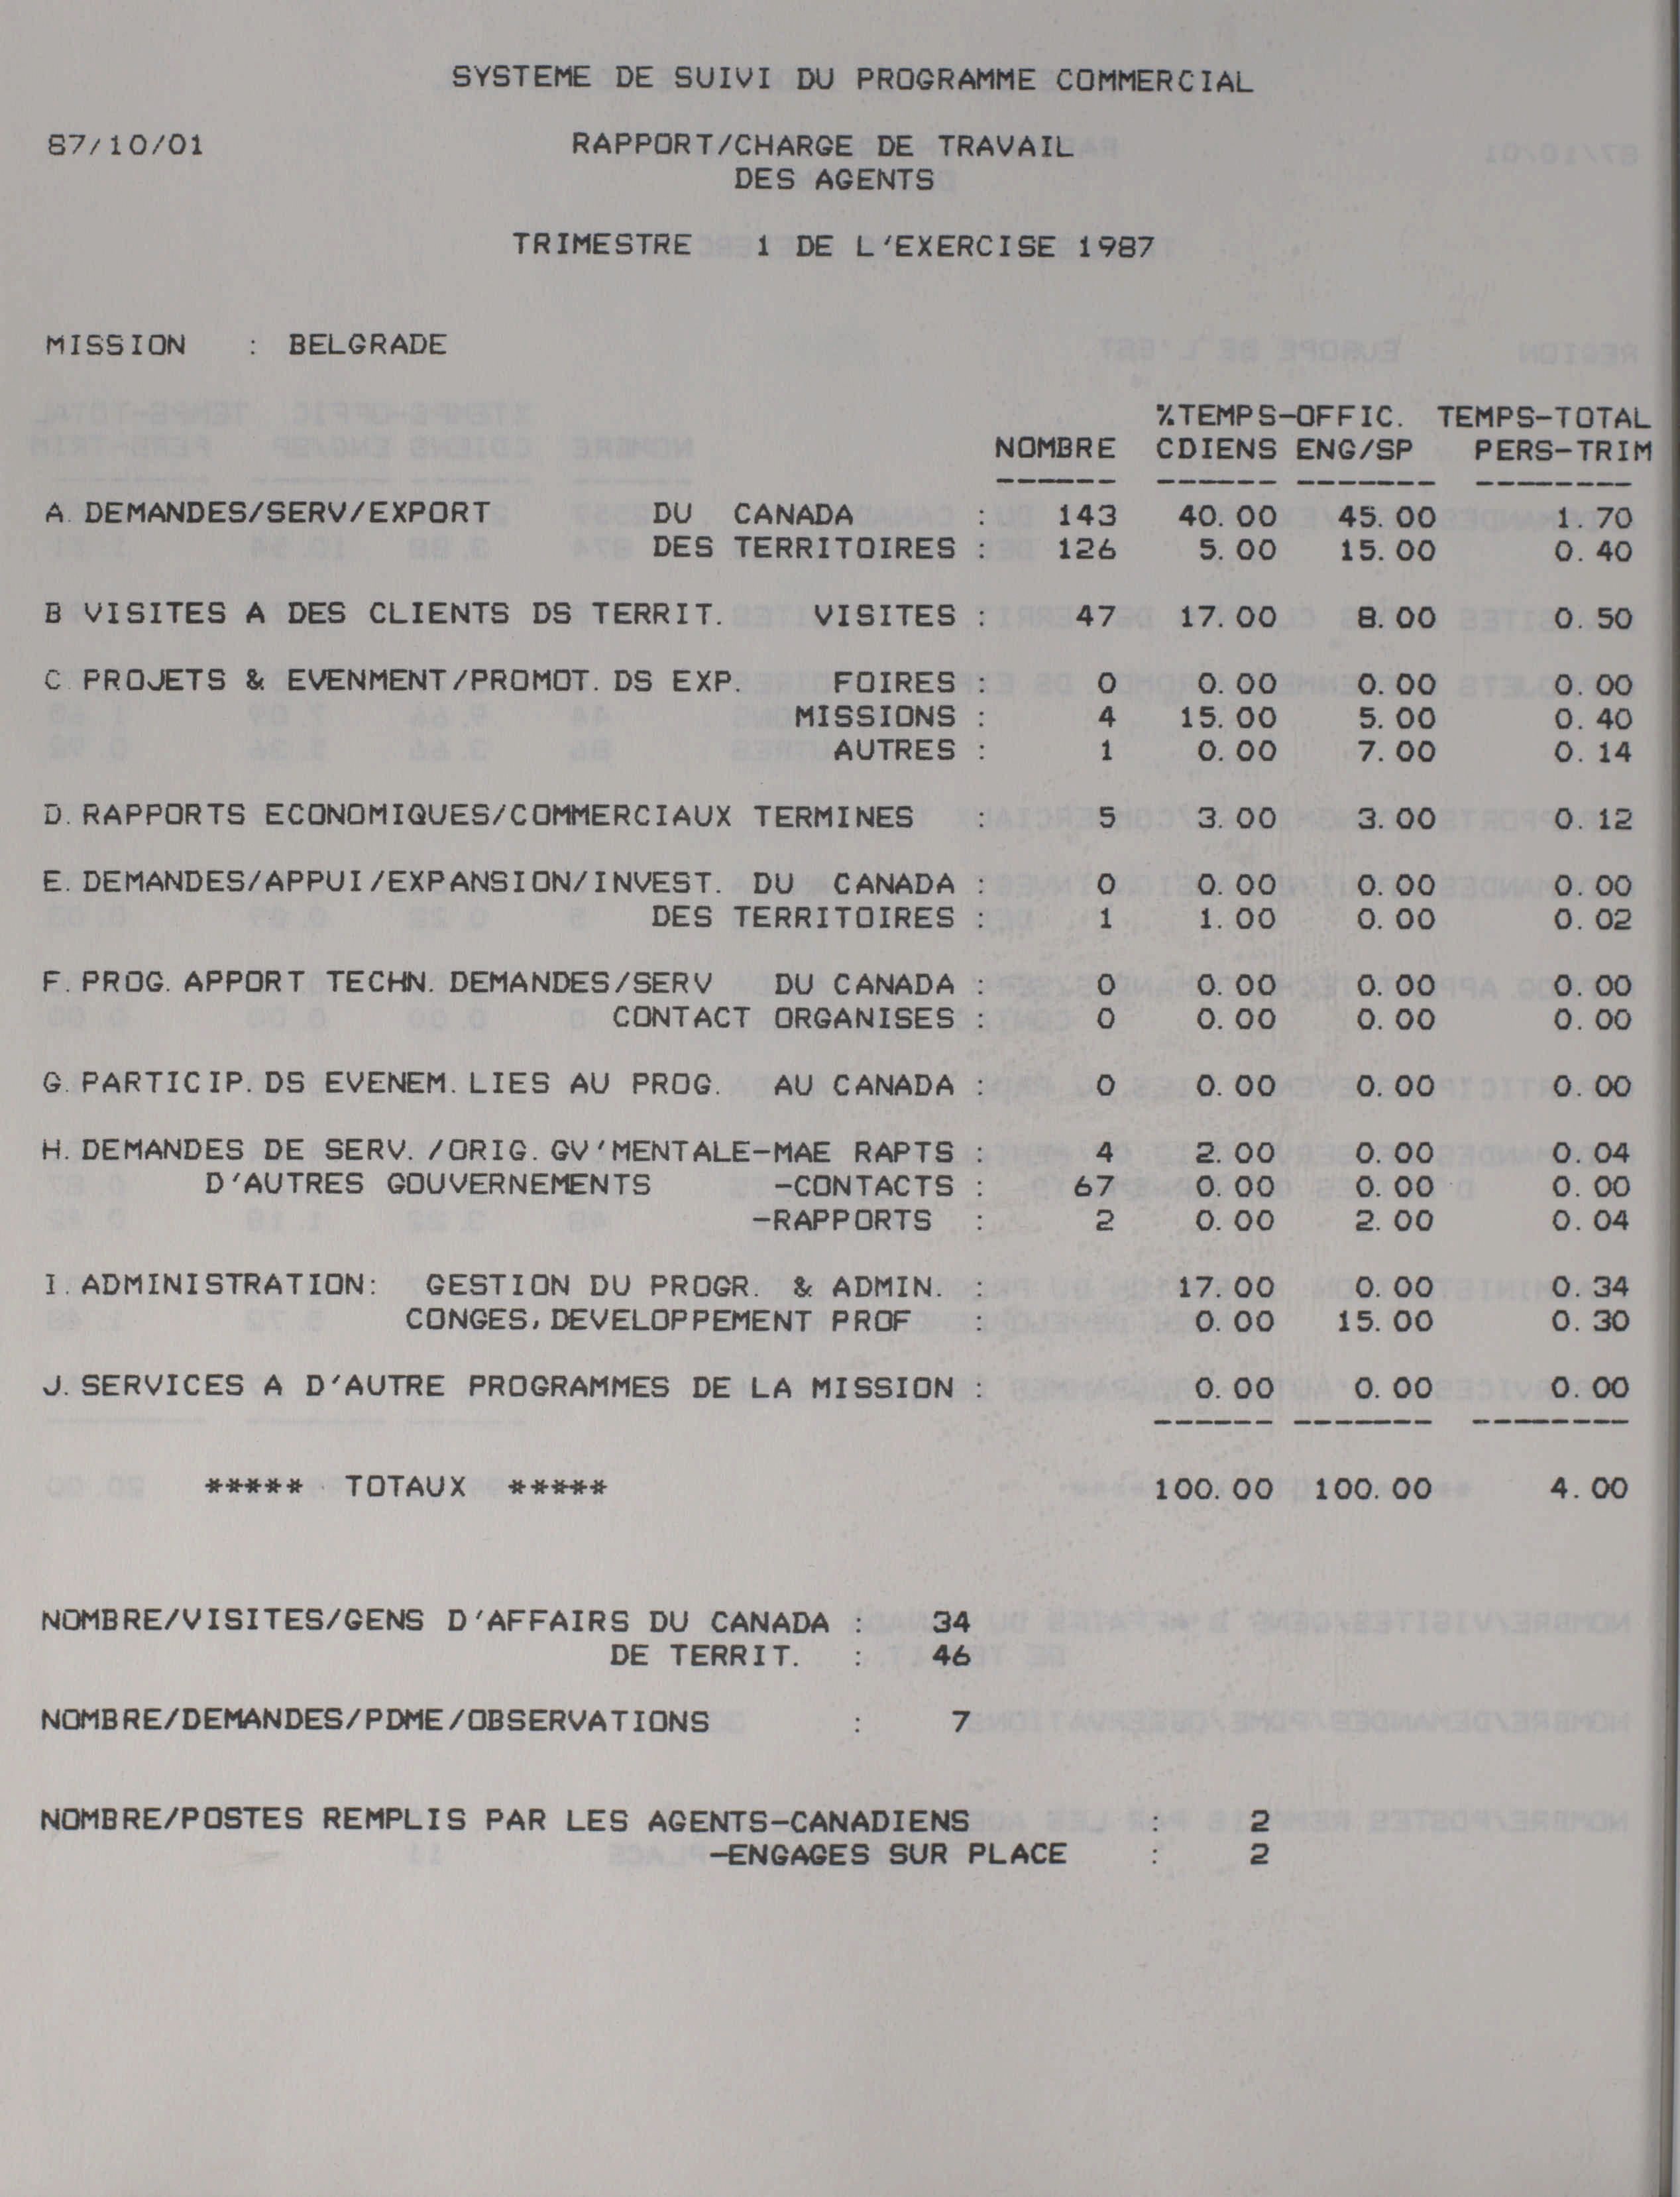 SYSTEME DE SUIVI DU PROGRAMME COMMERCIAL
87/10/01 RAPPORT/CHARGE DE TRAVAIL
DES AGENTS
TRIMESTRE 1 DE L'EXERCISE 1987
MISSION : BELGRADE
%TEMPS-OFFIC. TEMPS-TOTAL
NOMBRE CDIENS ENG/SP PERS-TRIM
------ ------ ------- --------
A. DEMANDES/SERV/EXPORT DU CANADA : 143 40.00 45.00 1.70
DES TERRITOIRES : 126 5.00 15.00 0.40
B VISITES A DES CLIENTS DS TERRIT. VISITES : 47 17.00 8.00 0.50
C. PROJETS & EVENMENT/PROMOT. DS EXP. FOIRES : 0 0.00 0.00 0.00
MISSIONS : 4 15.00 5.00 0.40
AUTRES : 1 0.00 7.00 0.14
D. RAPPORTS ECONOMIQUES/COMMERCIAUX TERMINES : 5 3.00 3.00 0.12
E. DEMANDES/APPUI/EXPANSION/INVEST. DU CANADA : 0 0.00 0.00 0.00
DES TERRITOIRES : 1 1.00 0.00 0.02
F. PROG. APPORT TECHN. DEMANDES/SERV DU CANADA : 0 0.00 0.00 0.00
CONTACT ORGANISES : 0 0.00 0.00 0.00
G. PARTICIP. DS EVENEM. LIES AU PROG. AU CANADA : 0 0.00 0.00 0.00
H. DEMANDES DE SERV. /ORIG. GV'MENTALE-MAE RAPTS : 4 2.00 0.00 0.04
D'AUTRES GOUVERNEMENTS -CONTACTS : 67 0.00 0.00 0.00
-RAPPORTS : 2 0.00 2.00 0.04
I. ADMINISTRATION: GESTION DU PROGR. & ADMIN. : 17.00 0.00 0.34
CONGES, DEVELOPPEMENT PROF : 0.00 15.00 0.30
J. SERVICES A D'AUTRE PROGRAMMES DE LA MISSION : 0.00 0.00 0.00
------ ------- --------
***** TOTAUX ***** 100.00 100.00 4.00
NOMBRE/VISITES/GENS D'AFFAIRS DU CANADA : 34
DE TERRIT. : 46
NOMBRE/DEMANDES/PDME/OBSERVATIONS : 7
NOMBRE/POSTES REMPLIS PAR LES AGENTS-CANADIENS : 2
-ENGAGES SUR PLACE : 2